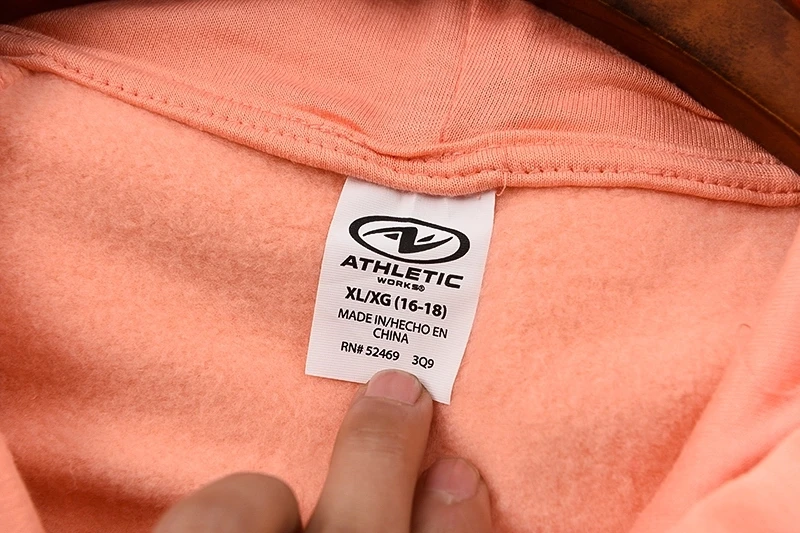 ATHLETIC
WORKS®
XL/XG (16-18)
MADE IN/HECHO EN
CHINA
RN# 52469 3Q9